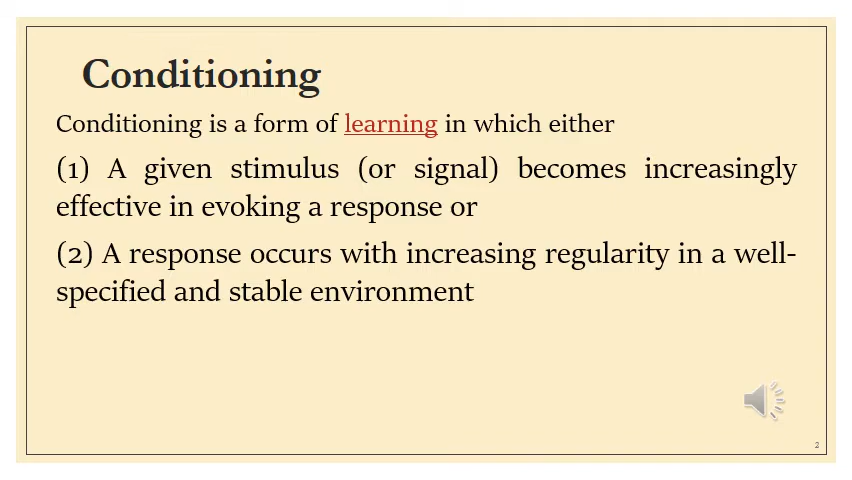 Conditioning
Conditioning is a form of learning in which either
(1) A given stimulus (or signal) becomes increasingly
effective in evoking a response or
(2) A response occurs with increasing regularity in a well-
specified and stable environment
2